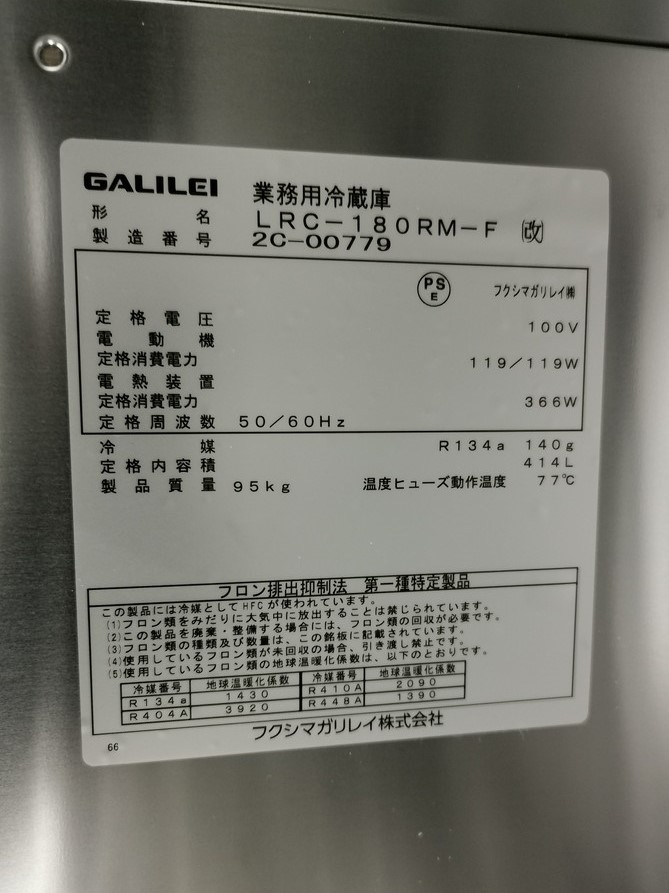 GALILEI 業務用冷蔵庫
形名 LRC-180RM-F ㋐改
製造番号 2C-00779
PSE フクシマガリレイ㈱
定格電圧 100V
電動機
定格消費電力 119/119W
電熱装置
定格消費電力 366W
定格周波数 50/60Hz
冷媒 R134a 140g
定格内容積 414L
製品質量 95kg 温度ヒューズ動作温度 77℃
フロン排出抑制法 第一種特定製品
この製品には冷媒としてHFCが使われています。
(1)フロン類をみだりに大気中に放出することは禁じられています。
(2)この製品を廃棄・整備する場合には、フロン類の回収が必要です。
(3)フロン類の種類及び数量は、この銘板に記載されています。
(4)使用しているフロン類が未回収の場合、引き渡し禁止です。
(5)使用しているフロン類の地球温暖化係数は、以下のとおりです。
冷媒番号 地球温暖化係数 冷媒番号 地球温暖化係数
R134a 1430 R410A 2090
R404A 3920 R448A 1390
フクシマガリレイ株式会社
66